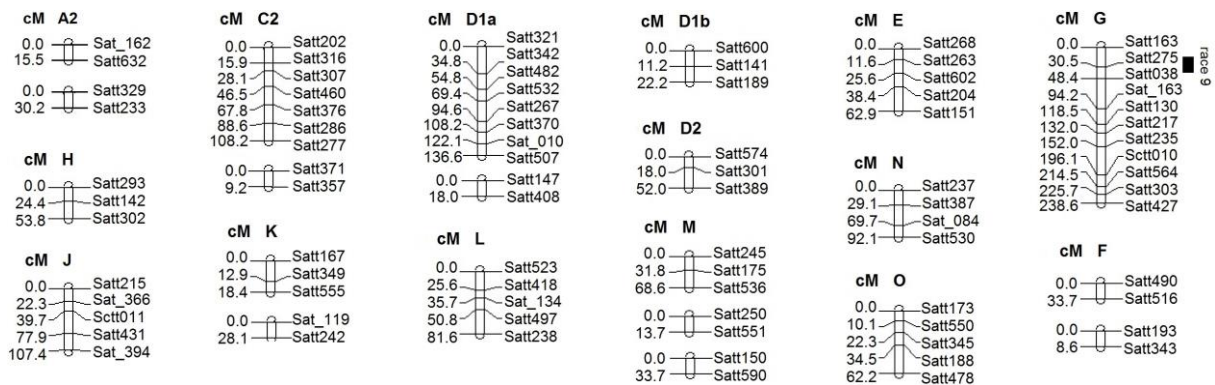 cM A2
0.0 Sat_162
15.5 Satt632
0.0 Satt329
30.2 Satt233
cM H
0.0 Satt293
24.4 Satt142
53.8 Satt302
cM J
0.0 Satt215
22.3 Sat_366
39.7 Sctt011
77.9 Satt431
107.4 Sat_394
cM C2
0.0 Satt202
15.9 Satt316
28.1 Satt307
46.5 Satt460
67.8 Satt376
88.6 Satt286
108.2 Satt277
0.0 Satt371
9.2 Satt357
cM K
0.0 Satt167
12.9 Satt349
18.4 Satt555
0.0 Sat_119
28.1 Satt242
cM D1a
0.0 Satt321
34.8 Satt342
54.8 Satt482
69.4 Satt532
94.6 Satt267
108.2 Satt370
122.1 Sat_010
136.6 Satt507
0.0 Satt147
18.0 Satt408
cM L
0.0 Satt523
25.6 Satt418
35.7 Sat_134
50.8 Satt497
81.6 Satt238
cM D1b
0.0 Satt600
11.2 Satt141
22.2 Satt189
cM D2
0.0 Satt574
18.0 Satt301
52.0 Satt389
cM M
0.0 Satt245
31.8 Satt175
68.6 Satt536
0.0 Satt250
13.7 Satt551
0.0 Satt150
33.7 Satt590
cM E
0.0 Satt268
11.6 Satt263
25.6 Satt602
38.4 Satt204
62.9 Satt151
cM N
0.0 Satt237
29.1 Satt387
69.7 Sat_084
92.1 Satt530
cM O
0.0 Satt173
10.1 Satt550
22.3 Satt345
34.5 Satt188
62.2 Satt478
cM G
0.0 Satt163
30.5 Satt275
48.4 Satt038
94.2 Sat_163
118.5 Satt130
132.0 Satt217
152.0 Satt235
196.1 Sctt010
214.5 Satt564
225.7 Satt303
238.6 Satt427
race 9
cM F
0.0 Satt490
33.7 Satt516
0.0 Satt193
8.6 Satt343